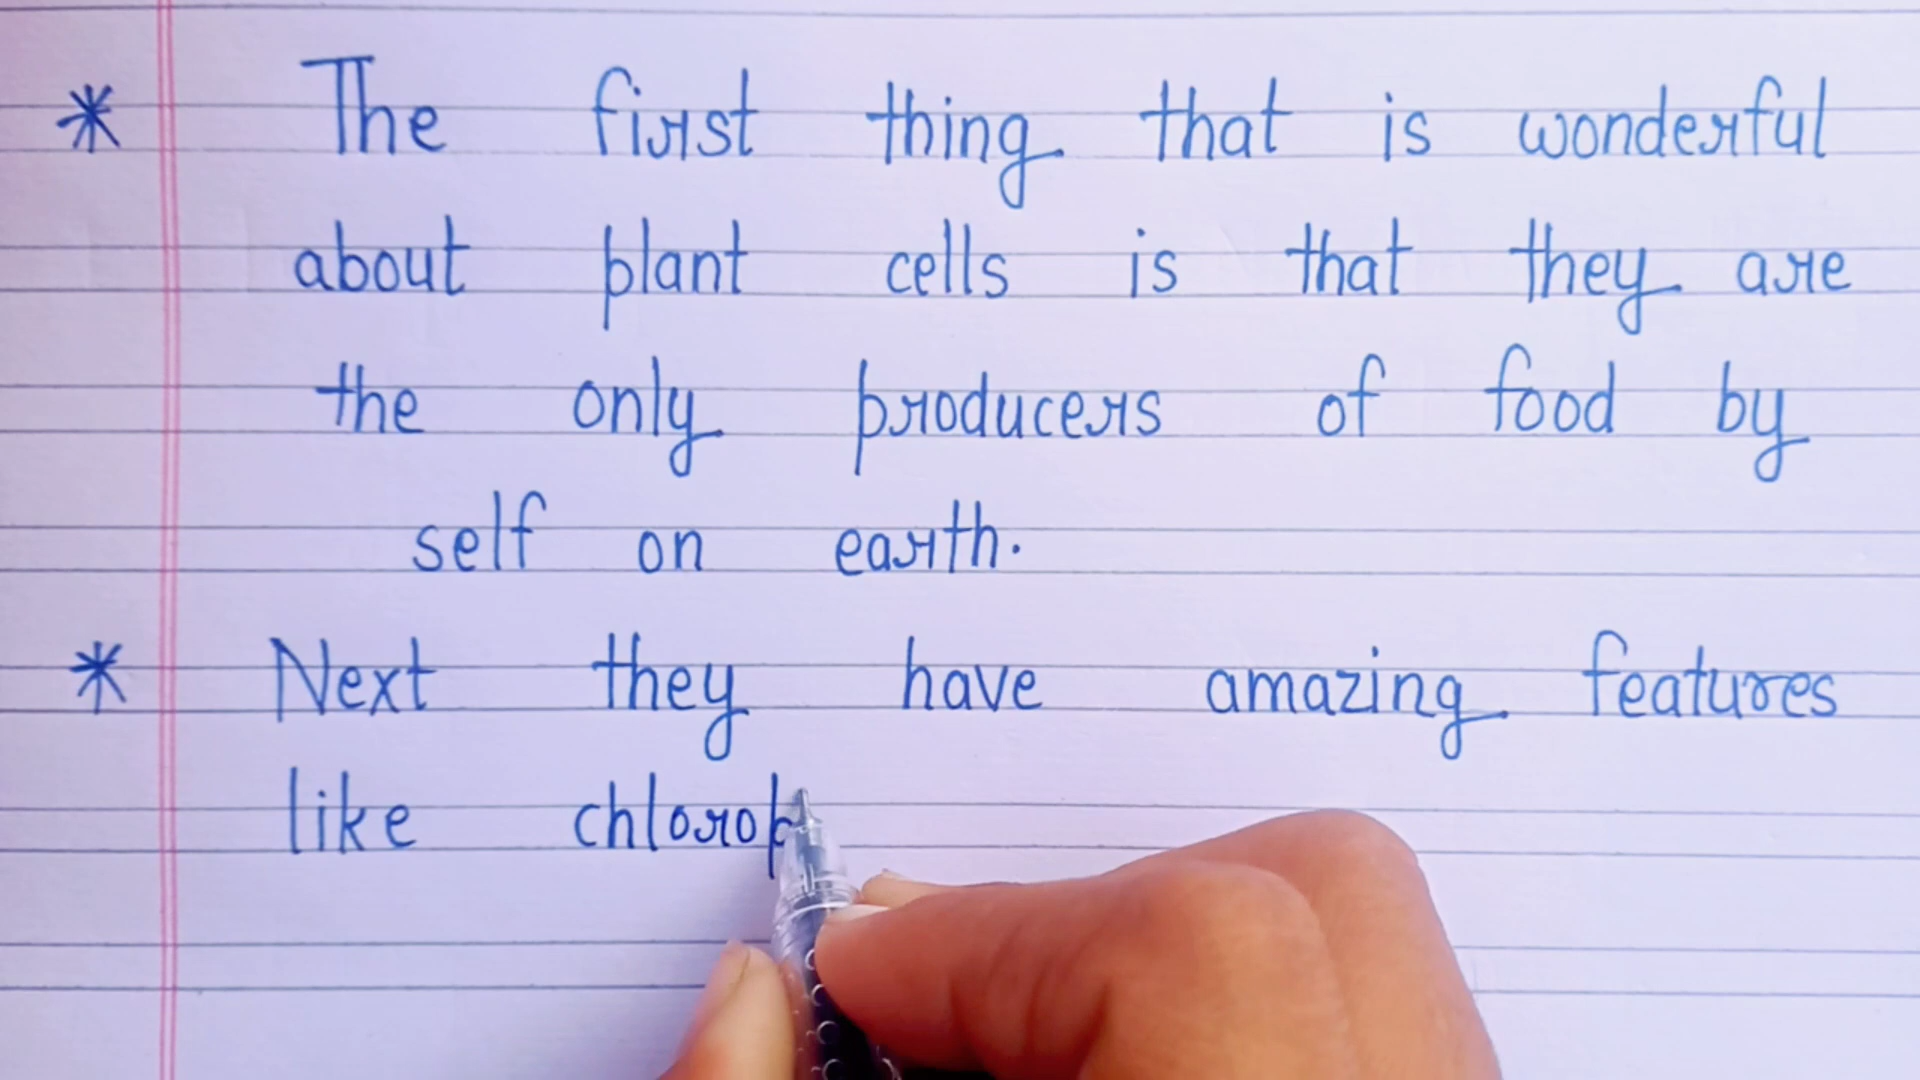 * The first thing that is wonderful
about plant cells is that they are
the only producers of food by
self on earth.
* Next they have amazing features
like chlorop